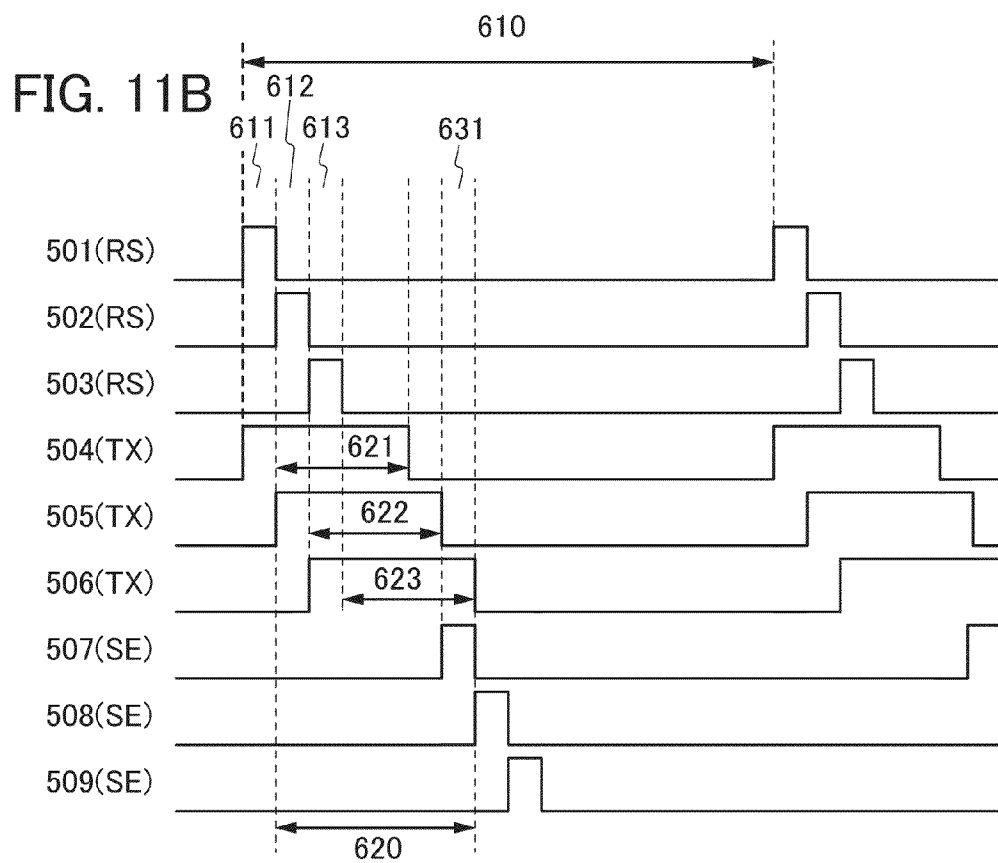 610
FIG. 11B
612
611
613
631
501(RS)
502(RS)
503(RS)
504(TX)
621
505(TX)
622
506(TX)
623
507(SE)
508(SE)
509(SE)
620